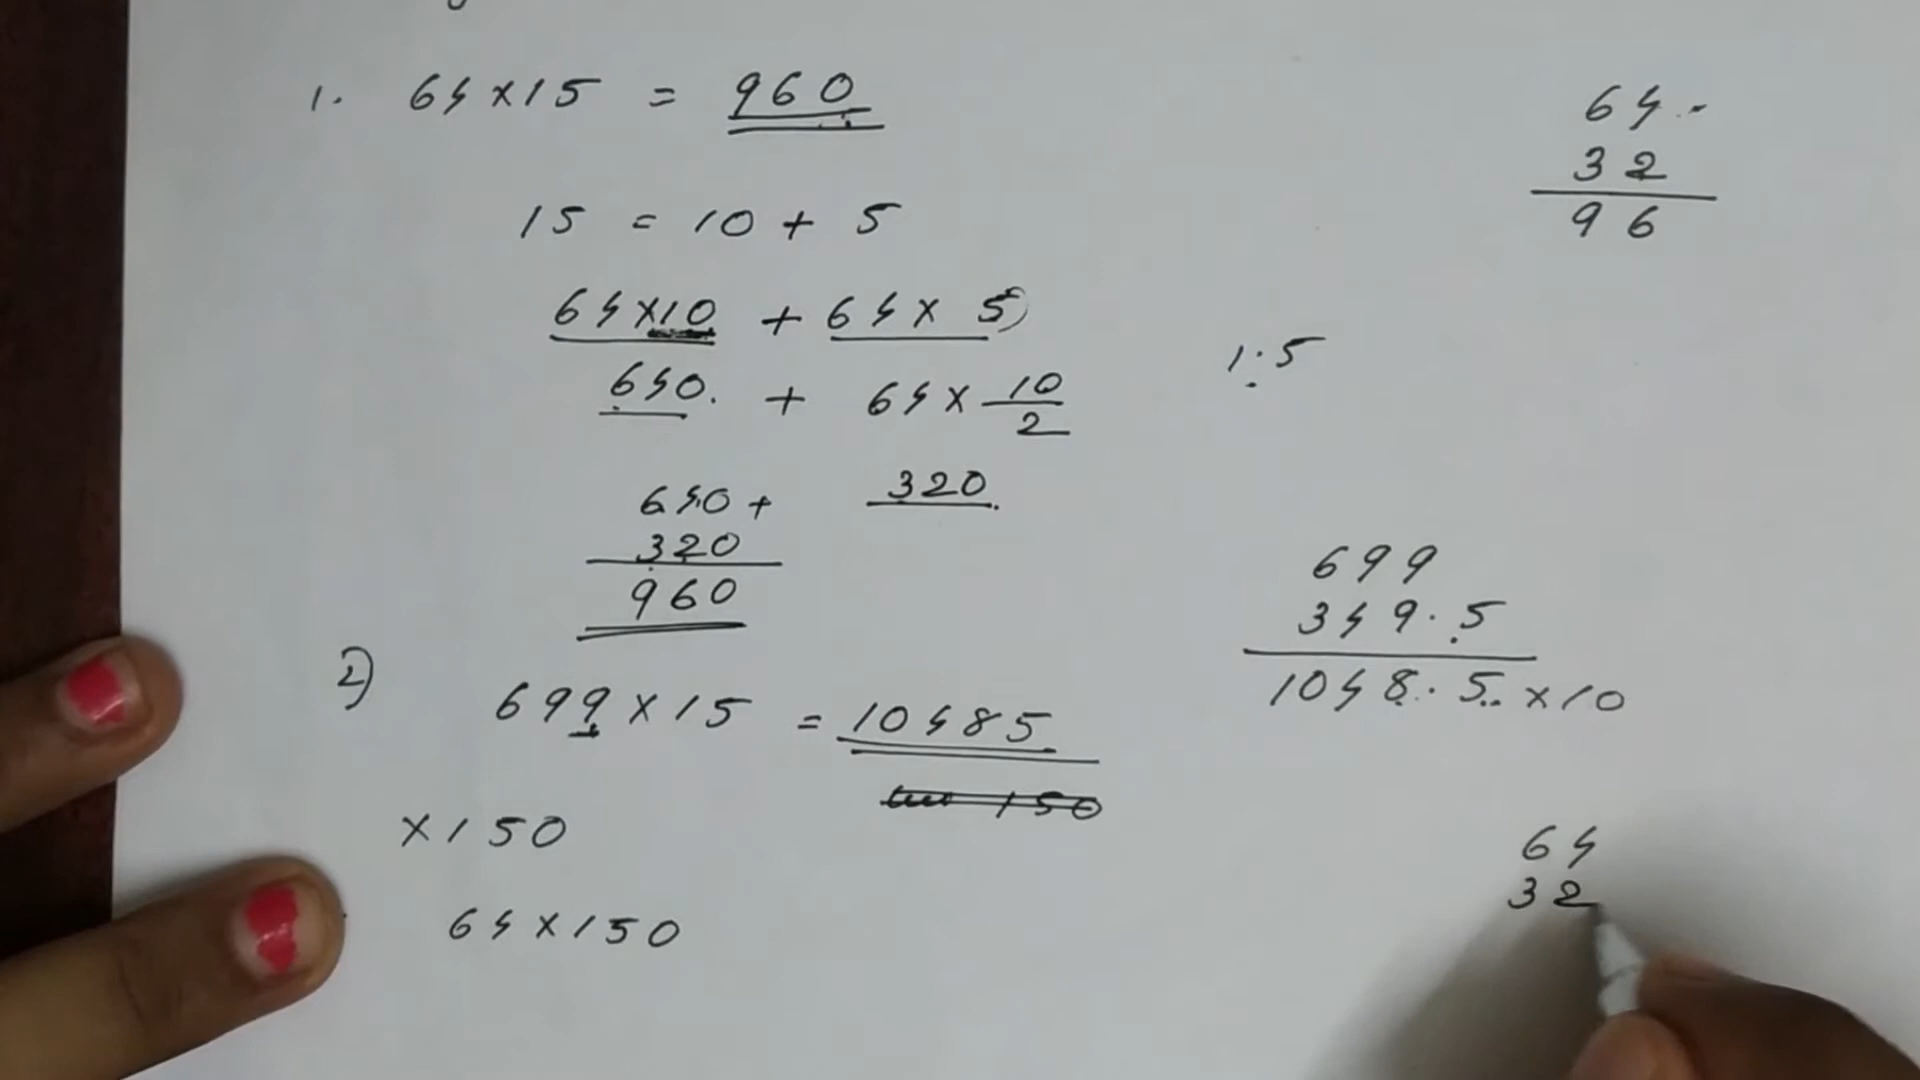 1. 64 x 15 = 960
15 = 10 + 5
64 x 10 + 64 x 5
640. + 64 x 10/2
640 +
320
960
320.
64
32
96
1.5
2) 699 x 15 = 10485
699
349.5
1048.5 x 10
150
x 150
64 x 150
64
32